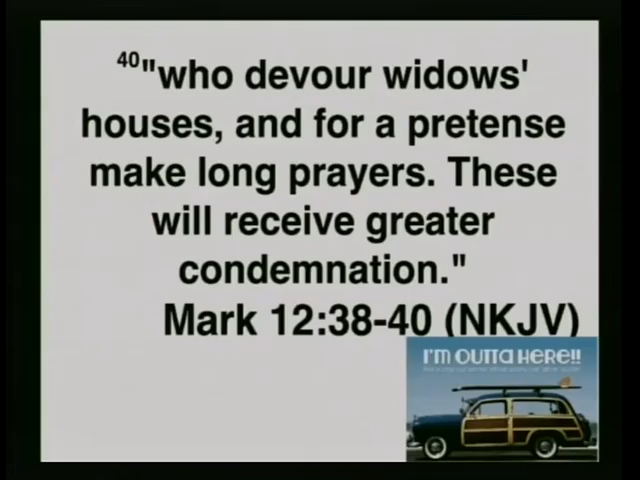 40"who devour widows'
houses, and for a pretense
make long prayers. These
will receive greater
condemnation."
Mark 12:38-40 (NKJV)
I'M OUTTA HERE!!